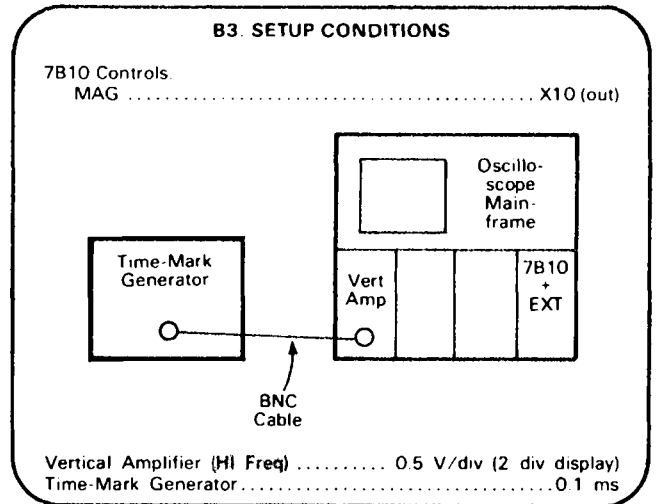 B3. SETUP CONDITIONS
7B10 Controls.
MAG .......................................... X10 (out)
Oscillo-
scope
Main-
frame
Time-Mark
Generator
Vert
Amp
7B10
+
EXT
BNC
Cable
Vertical Amplifier (HI Freq) .......... 0.5 V/div (2 div display)
Time-Mark Generator ................................. 0.1 ms